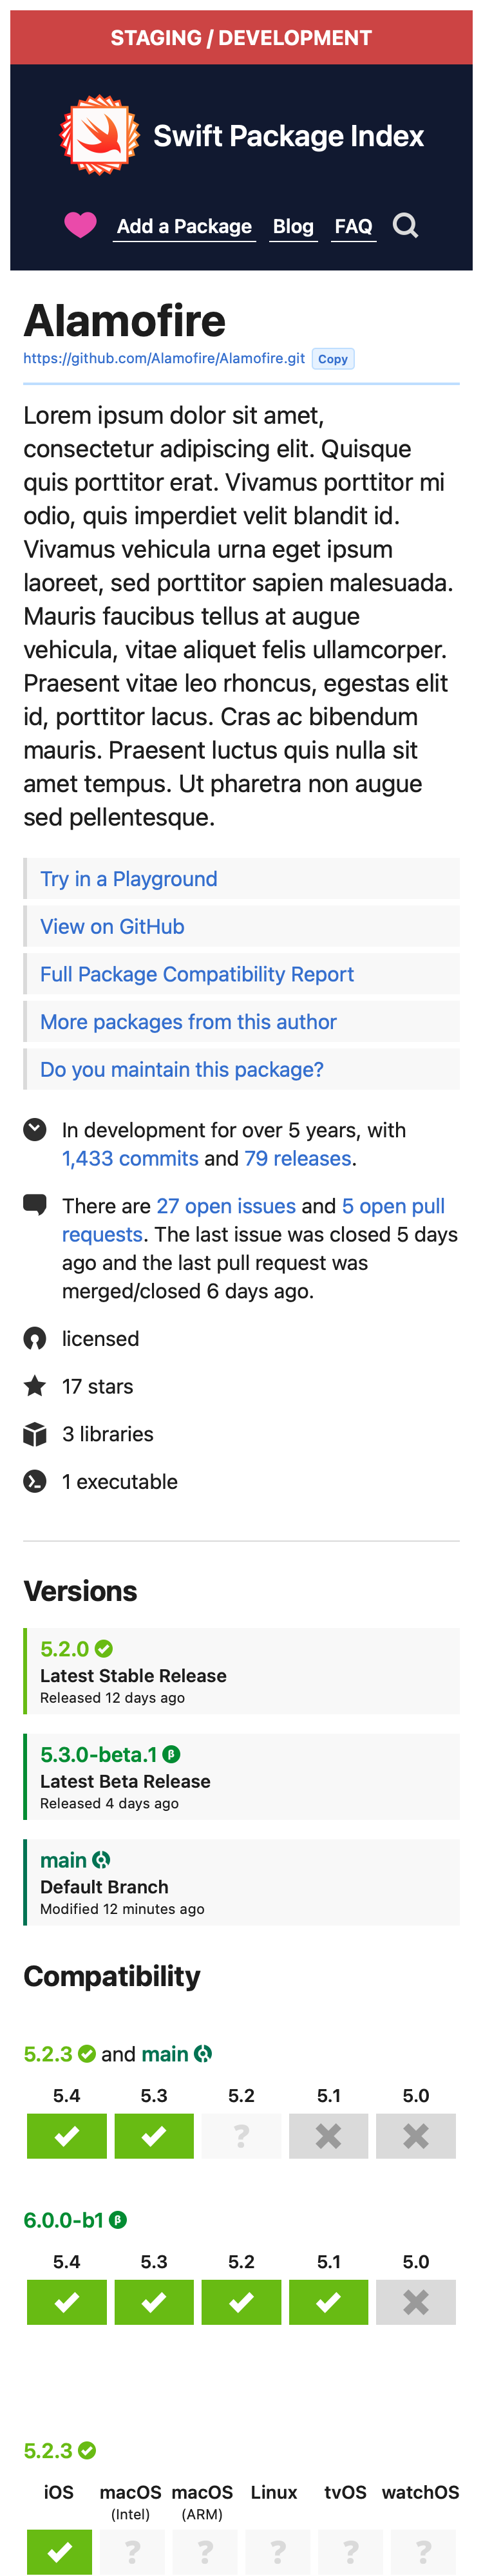 STAGING / DEVELOPMENT
Swift Package Index
Add a Package Blog FAQ
Alamofire
https://github.com/Alamofire/Alamofire.git Copy
Lorem ipsum dolor sit amet,
consectetur adipiscing elit. Quisque
quis porttitor erat. Vivamus porttitor mi
odio, quis imperdiet velit blandit id.
Vivamus vehicula urna eget ipsum
laoreet, sed porttitor sapien malesuada.
Mauris faucibus tellus at augue
vehicula, vitae aliquet felis ullamcorper.
Praesent vitae leo rhoncus, egestas elit
id, porttitor lacus. Cras ac bibendum
mauris. Praesent luctus quis nulla sit
amet tempus. Ut pharetra non augue
sed pellentesque.
Try in a Playground
View on GitHub
Full Package Compatibility Report
More packages from this author
Do you maintain this package?
In development for over 5 years, with
1,433 commits and 79 releases.
There are 27 open issues and 5 open pull
requests. The last issue was closed 5 days
ago and the last pull request was
merged/closed 6 days ago.
licensed
17 stars
3 libraries
1 executable
Versions
5.2.0
Latest Stable Release
Released 12 days ago
5.3.0-beta.1 β
Latest Beta Release
Released 4 days ago
main
Default Branch
Modified 12 minutes ago
Compatibility
5.2.3 and main
5.4 5.3 5.2 5.1 5.0
?
6.0.0-b1 β
5.4 5.3 5.2 5.1 5.0
5.2.3
iOS macOS macOS Linux tvOS watchOS
(Intel) (ARM)
? ? ? ? ?